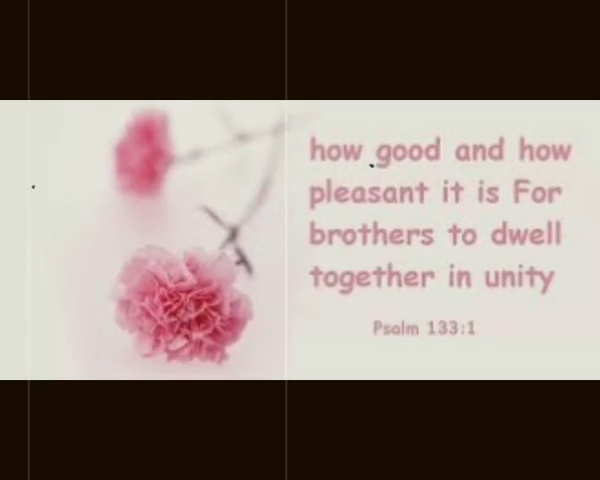 how good and how
pleasant it is For
brothers to dwell
together in unity
Psalm 133:1